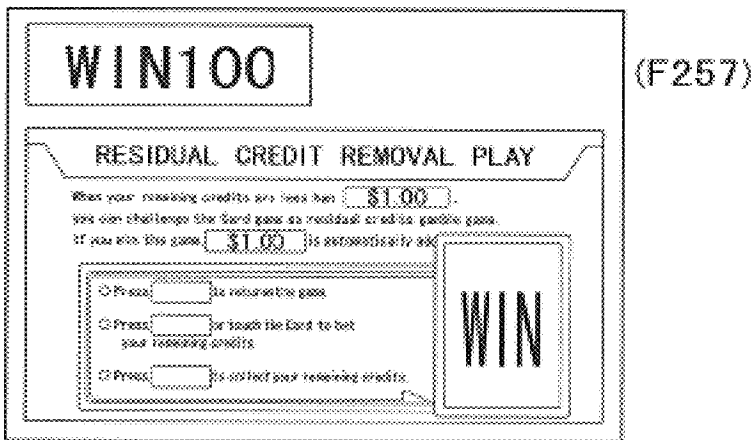 WIN100
(F257)
RESIDUAL CREDIT REMOVAL PLAY
When your remaining credits are less than $1.00.
you can challenge the Card game as residual credits gamble game.
If you win the game, $1.00 is automatically
WIN
○Press to return the game
○Press or touch the Card to bet
your remaining credits.
○Press to collect your remaining credits.